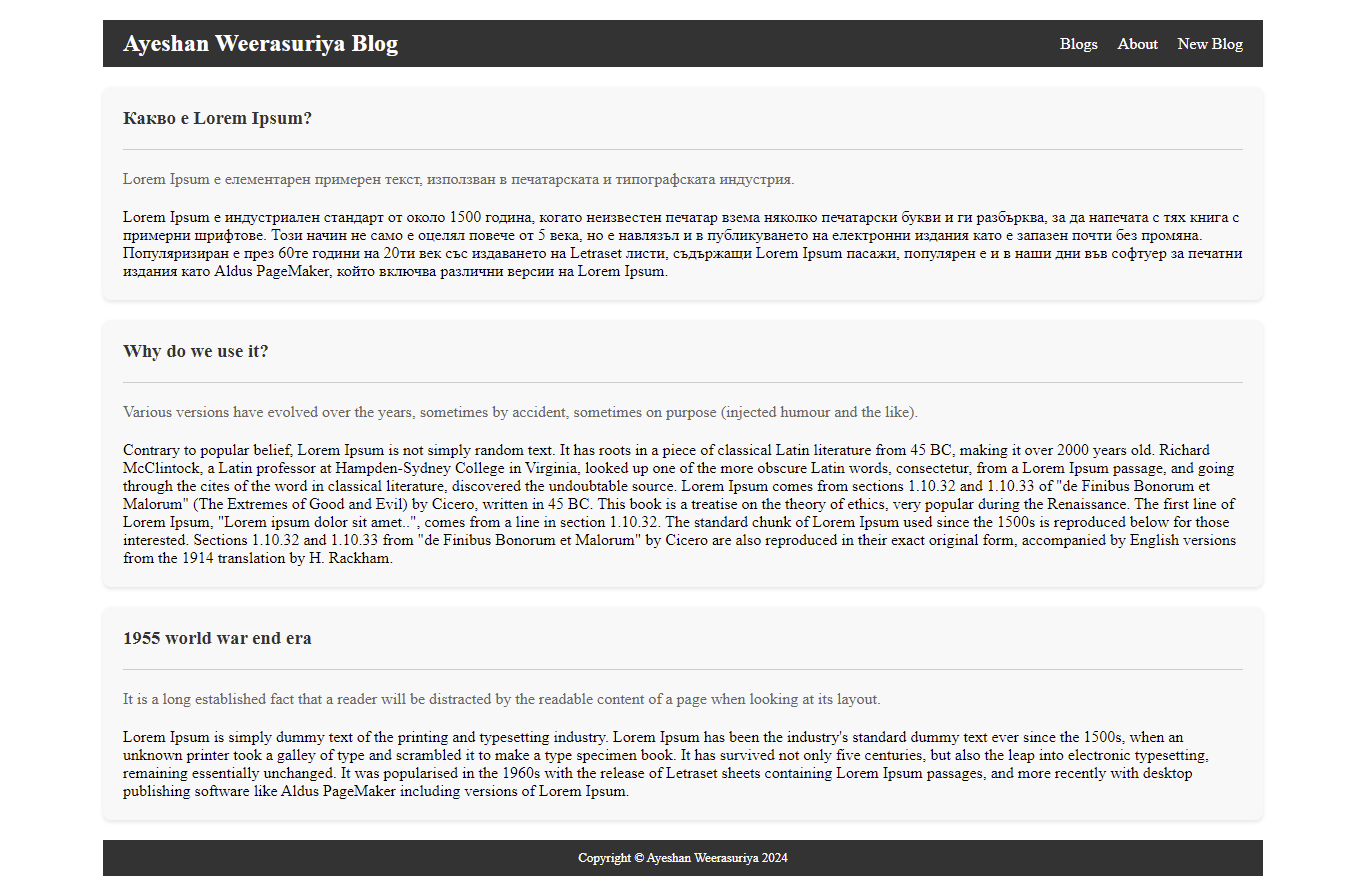 Ayeshan Weerasuriya Blog
Blogs About New Blog
Какво е Lorem Ipsum?
Lorem Ipsum е елементарен примерен текст, използван в печатарската и типографската индустрия.
Lorem Ipsum е индустриален стандарт от около 1500 година, когато неизвестен печатар взема няколко печатарски букви и ги разбърква, за да напечата с тях книга с
примерни шрифтове. Този начин не само е оцелял повече от 5 века, но е навлязъл и в публикуването на електронни издания като е запазен почти без промяна.
Популяризиран е през 60те години на 20ти век със издаването на Letraset листи, съдържащи Lorem Ipsum пасажи, популярен е и в наши дни във софтуер за печатни
издания като Aldus PageMaker, който включва различни версии на Lorem Ipsum.
Why do we use it?
Various versions have evolved over the years, sometimes by accident, sometimes on purpose (injected humour and the like).
Contrary to popular belief, Lorem Ipsum is not simply random text. It has roots in a piece of classical Latin literature from 45 BC, making it over 2000 years old. Richard
McClintock, a Latin professor at Hampden-Sydney College in Virginia, looked up one of the more obscure Latin words, consectetur, from a Lorem Ipsum passage, and going
through the cites of the word in classical literature, discovered the undoubtable source. Lorem Ipsum comes from sections 1.10.32 and 1.10.33 of "de Finibus Bonorum et
Malorum" (The Extremes of Good and Evil) by Cicero, written in 45 BC. This book is a treatise on the theory of ethics, very popular during the Renaissance. The first line of
Lorem Ipsum, "Lorem ipsum dolor sit amet..", comes from a line in section 1.10.32. The standard chunk of Lorem Ipsum used since the 1500s is reproduced below for those
interested. Sections 1.10.32 and 1.10.33 from "de Finibus Bonorum et Malorum" by Cicero are also reproduced in their exact original form, accompanied by English versions
from the 1914 translation by H. Rackham.
1955 world war end era
It is a long established fact that a reader will be distracted by the readable content of a page when looking at its layout.
Lorem Ipsum is simply dummy text of the printing and typesetting industry. Lorem Ipsum has been the industry's standard dummy text ever since the 1500s, when an
unknown printer took a galley of type and scrambled it to make a type specimen book. It has survived not only five centuries, but also the leap into electronic typesetting,
remaining essentially unchanged. It was popularised in the 1960s with the release of Letraset sheets containing Lorem Ipsum passages, and more recently with desktop
publishing software like Aldus PageMaker including versions of Lorem Ipsum.
Copyright © Ayeshan Weerasuriya 2024